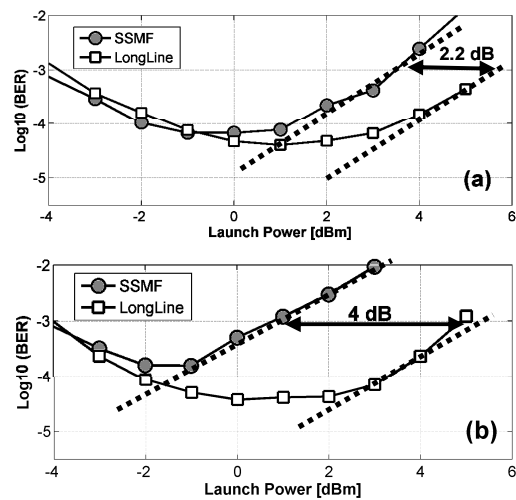 -2
SSMF
LongLine
2.2 dB
-3
Log10 (BER)
-4
-5
(a)
-4 -2 0 2 4 6
Launch Power [dBm]
-2
SSMF
LongLine
4 dB
-3
Log10 (BER)
-4
-5
(b)
-4 -2 0 2 4 6
Launch Power [dBm]